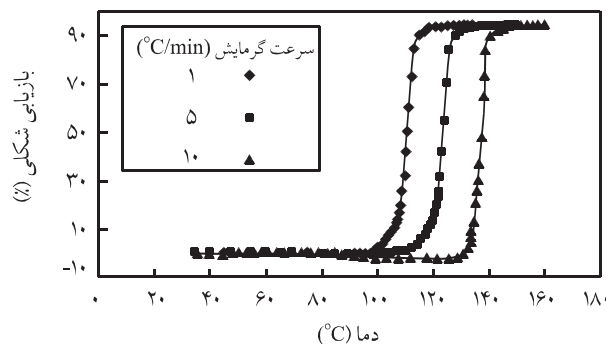 سرعت گرمایش (°C/min)
۱
۵
۱۰
بازیابی شکلی (%)
۹۰
۷۰
۵۰
۳۰
۱۰
-۱۰
۰ ۲۰ ۴۰ ۶۰ ۸۰ ۱۰۰ ۱۲۰ ۱۴۰ ۱۶۰ ۱۸۰
دما (°C)